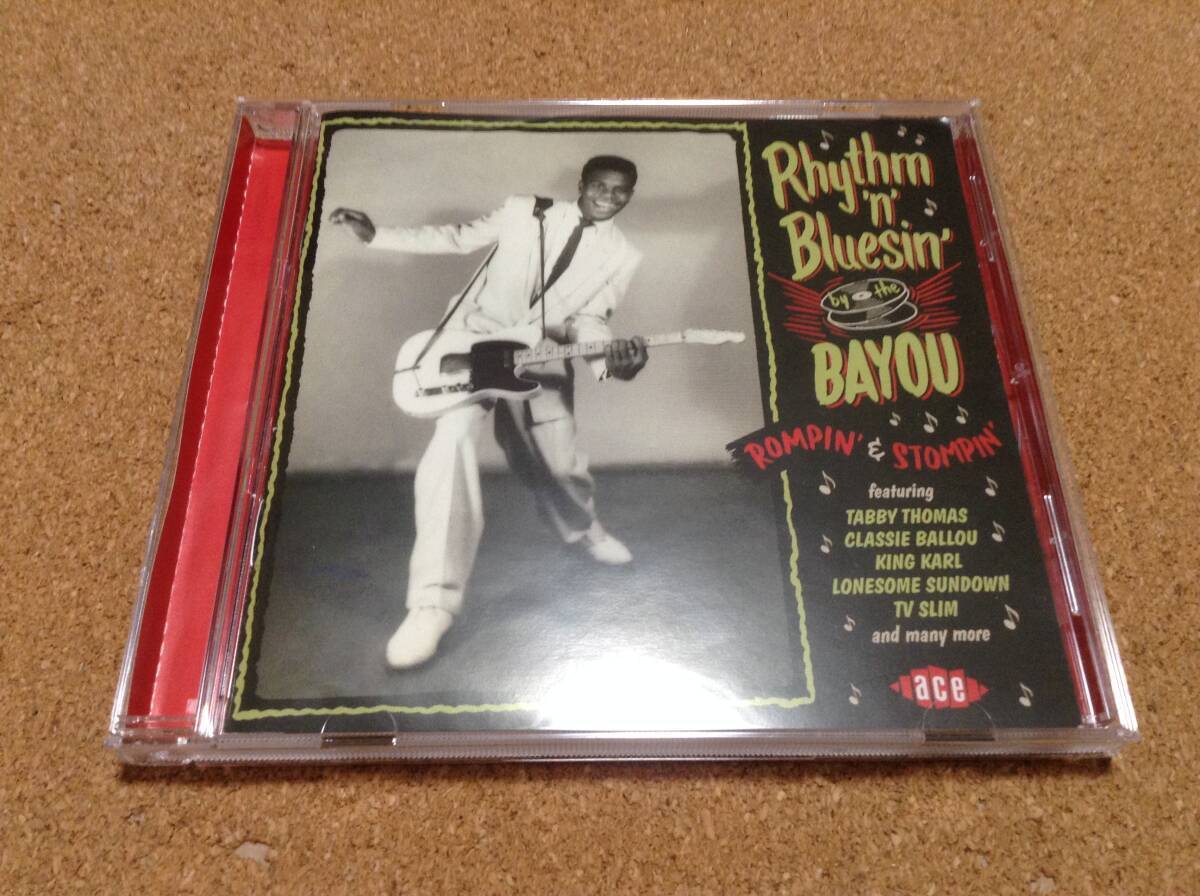 Rhythm
'n'
Bluesin'
by the
BAYOU
ROMPIN' & STOMPIN'
featuring
TABBY THOMAS
CLASSIE BALLOU
KING KARL
LONESOME SUNDOWN
TV SLIM
and many more
ace